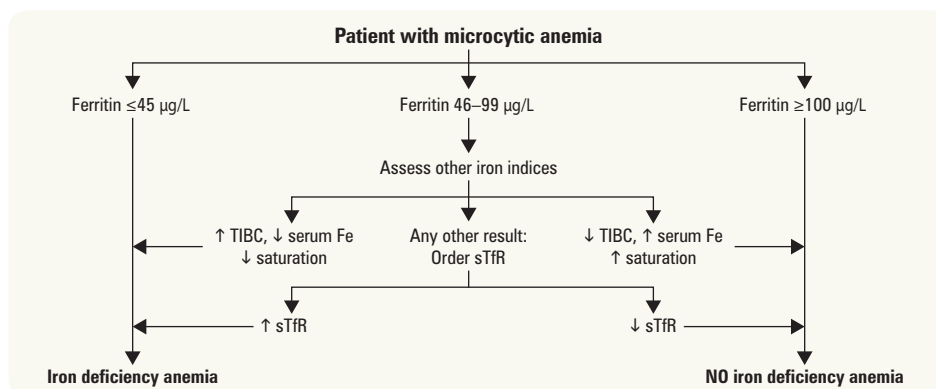 Patient with microcytic anemia
Ferritin ≤45 µg/L
Ferritin 46–99 µg/L
Ferritin ≥100 µg/L
Assess other iron indices
↑ TIBC, ↓ serum Fe
↓ saturation
Any other result:
Order sTfR
↓ TIBC, ↑ serum Fe
↑ saturation
↑ sTfR
↓ sTfR
Iron deficiency anemia
NO iron deficiency anemia